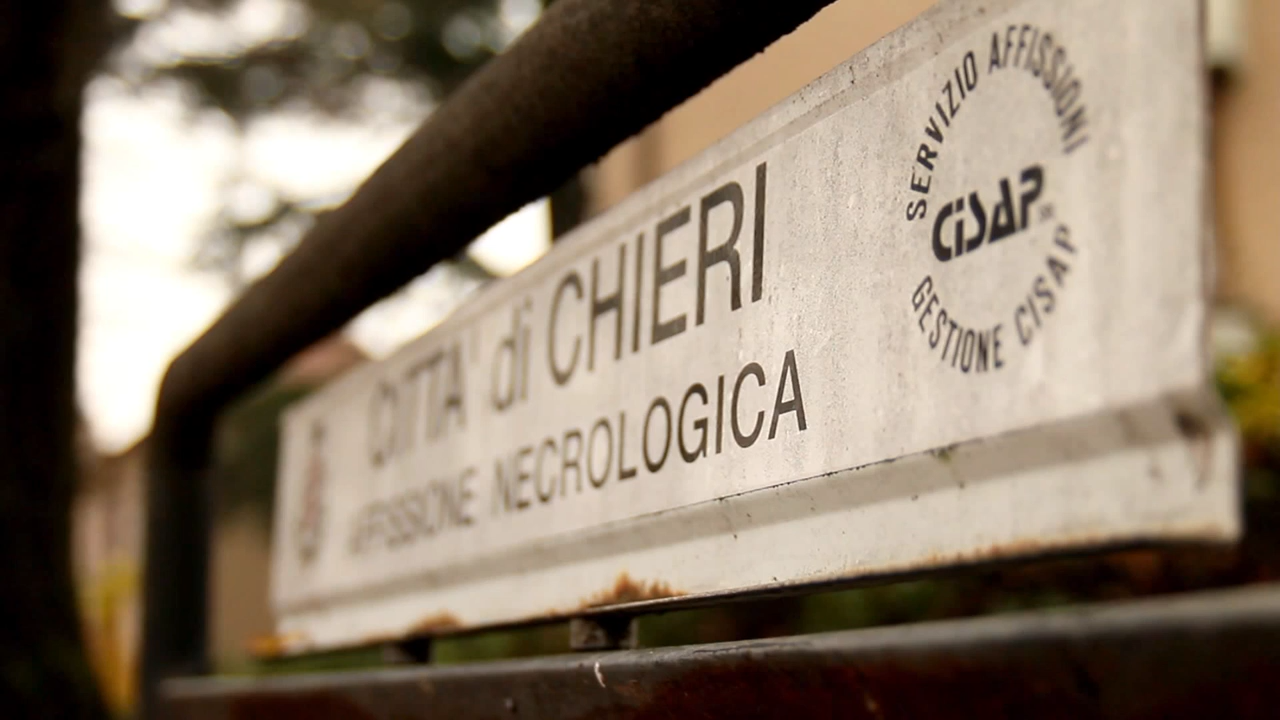 CITTA' di CHIERI
AFFISSIONE NECROLOGICA
SERVIZIO AFFISSIONI
CiSAP
GESTIONE CISAP